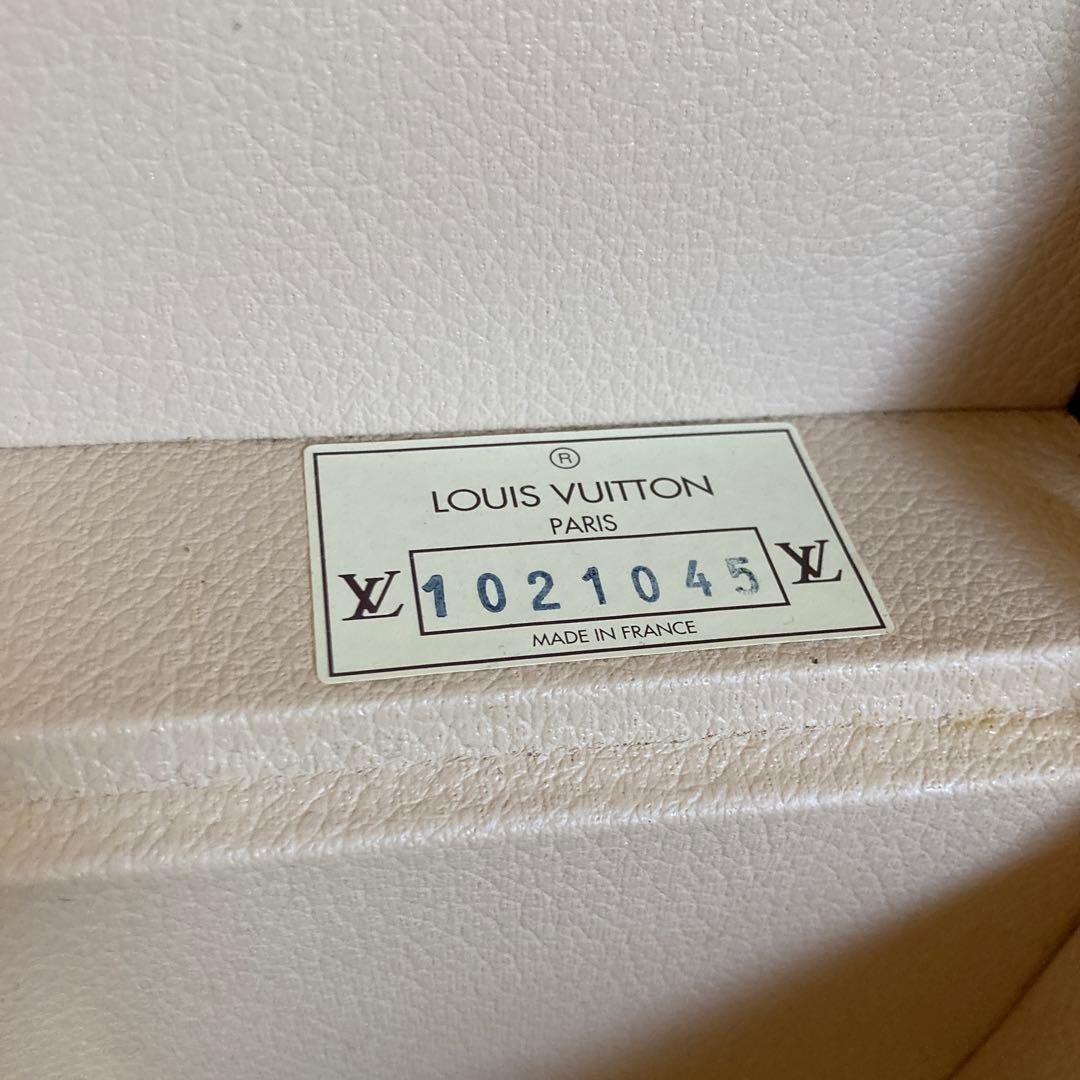 ®
LOUIS VUITTON
PARIS
LV 1021045 LV
MADE IN FRANCE